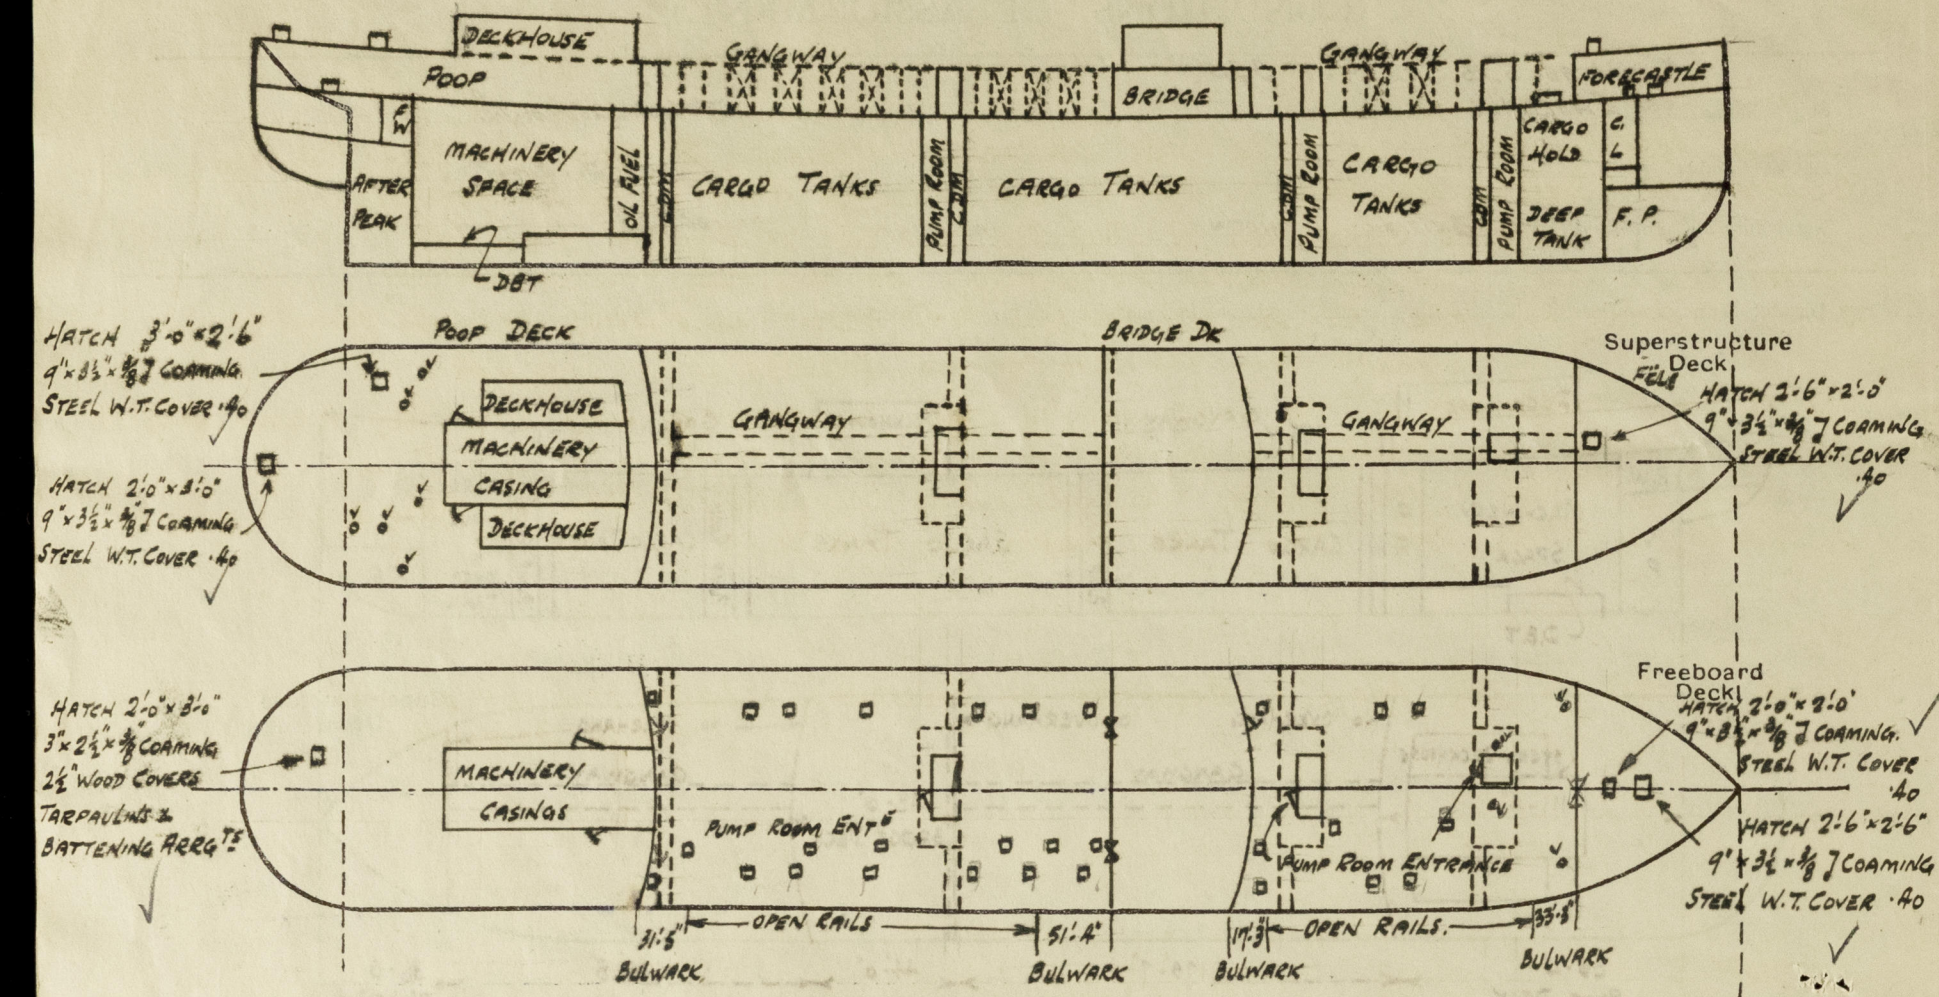 DECKHOUSE
GANGWAY
GANGWAY
POOP
BRIDGE
FORECASTLE
F
W
MACHINERY
SPACE
AFTER
PEAK
OIL FUEL
CDM
CARGO TANKS
PUMP ROOM
CDM
CARGO TANKS
CDM
PUMP ROOM
CARGO
TANKS
CDM
PUMP ROOM
CARGO
HOLD
DEEP
TANK
C.
L
F. P.
DBT
HATCH 3'-0" × 2'-6"
9" × 3½" × ⅜" ] COAMING
STEEL W.T. COVER ·40
POOP DECK
BRIDGE DK
Superstructure
Deck
HATCH 2'-6" × 2'-0"
9" 3½" × ⅜" ] COAMING
STEEL W.T. COVER
·40
DECKHOUSE
MACHINERY
CASING
DECKHOUSE
GANGWAY
GANGWAY
HATCH 2'-0" × 3'-0"
9" × 3½" × ⅜" ] COAMING
STEEL W.T. COVER ·40
HATCH 2'-0" × 3'-0"
3" × 2½" × ⅜ COAMING
2½" WOOD COVERS
TARPAULINS &
BATTENING ARRGTS
MACHINERY
CASINGS
PUMP ROOM ENTCE
PUMP ROOM ENTRANCE
Freeboard
Deck
HATCH 2'-0" × 2'-0"
9" × 3½ × ⅜" ] COAMING.
STEEL W.T. COVER
·40
HATCH 2'-6" × 2'-6"
9" × 3½ × ⅜ ] COAMING
STEEL W.T. COVER ·40
31'-5" OPEN RAILS 51'-4" 17'-3" OPEN RAILS. 33'-3"
BULWARK BULWARK BULWARK BULWARK